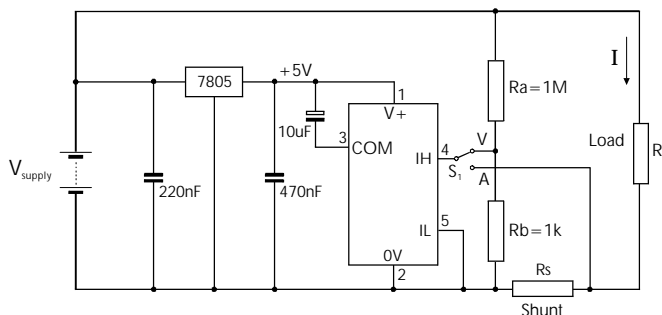 I
7805
+5V
1
V+
Ra=1M
10uF
3
COM
IH
4
V
S1
A
Load
R
Vsupply
220nF
470nF
IL
5
Rb=1k
0V
2
Rs
Shunt